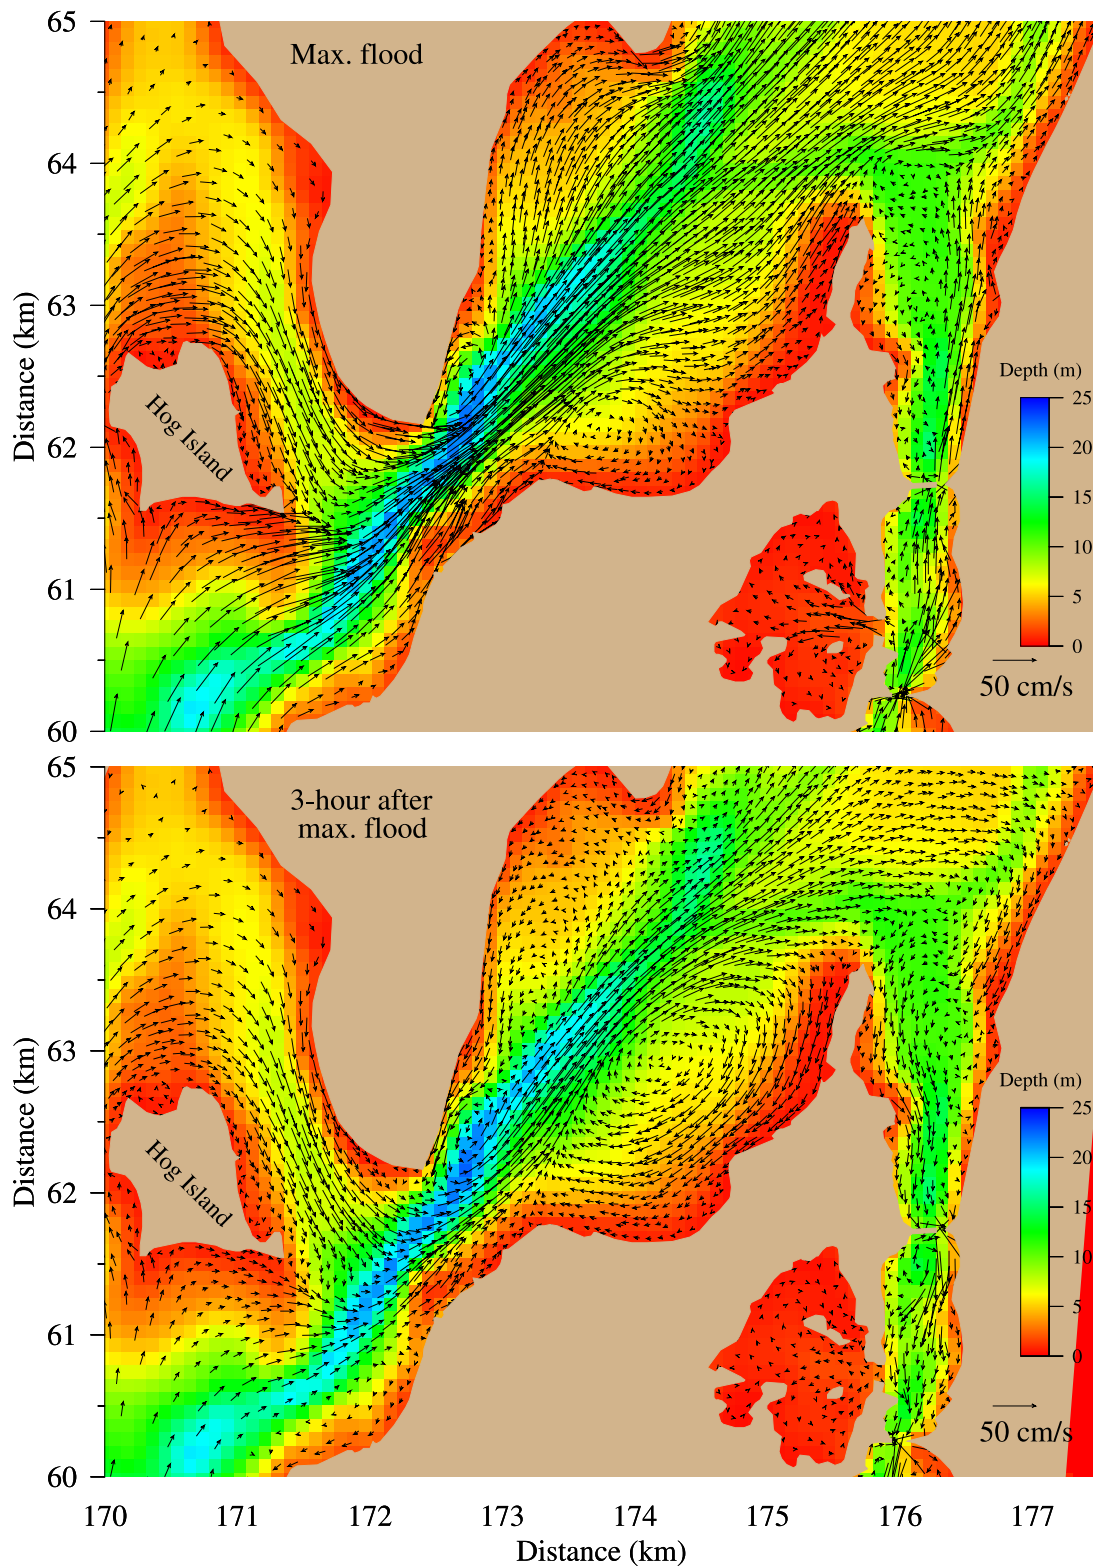 65
Max. flood
64
63
Distance (km)
Depth (m)
25
Hog Island
20
62
15
10
61
5
0
50 cm/s
60
65
3-hour after
max. flood
64
63
Distance (km)
Depth (m)
25
Hog Island
20
62
15
10
61
5
0
50 cm/s
60
170 171 172 173 174 175 176 177
Distance (km)